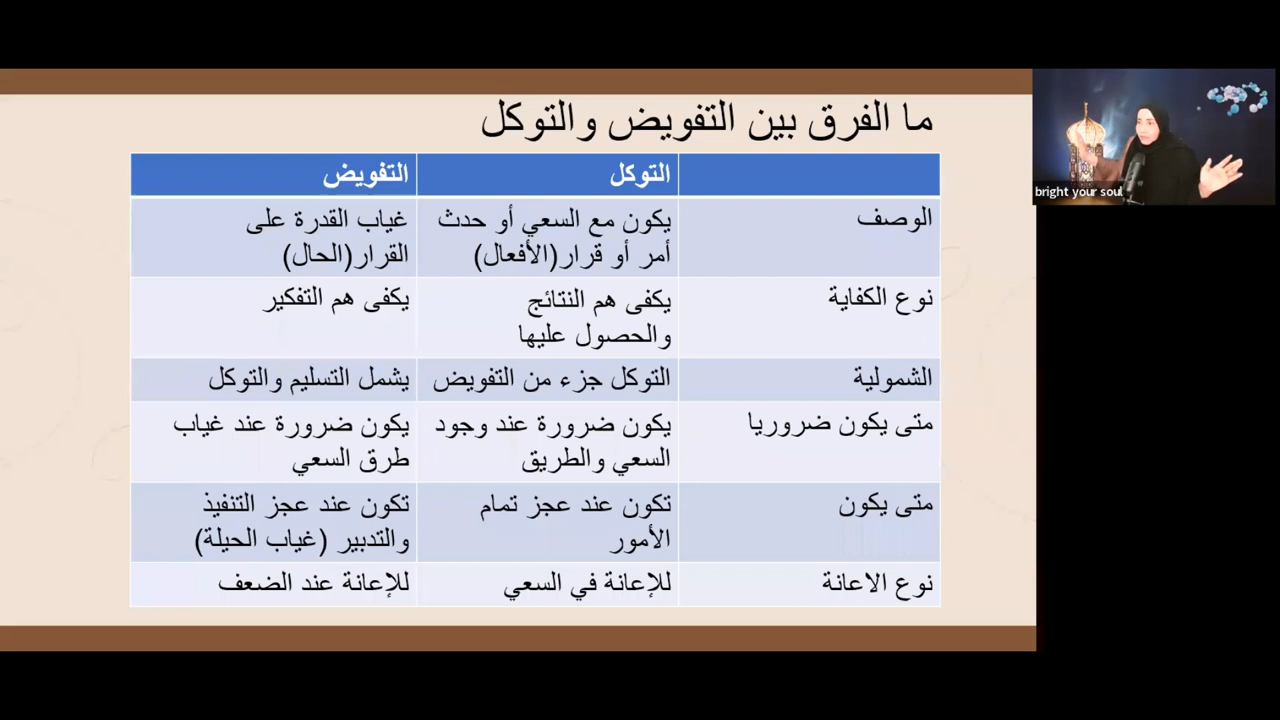 ما الفرق بين التفويض والتوكل
التوكل التفويض
الوصف يكون مع السعي أو حدث غياب القدرة على
أمر أو قرار(الأفعال) القرار(الحال)
نوع الكفاية يكفى هم النتائج يكفى هم التفكير
والحصول عليها
الشمولية التوكل جزء من التفويض يشمل التسليم والتوكل
متى يكون ضروريا يكون ضرورة عند وجود يكون ضرورة عند غياب
السعي والطريق طرق السعي
متى يكون تكون عند عجز تمام تكون عند عجز التنفيذ
الأمور والتدبير (غياب الحيلة)
نوع الاعانة للإعانة في السعي للإعانة عند الضعف
bright your soul